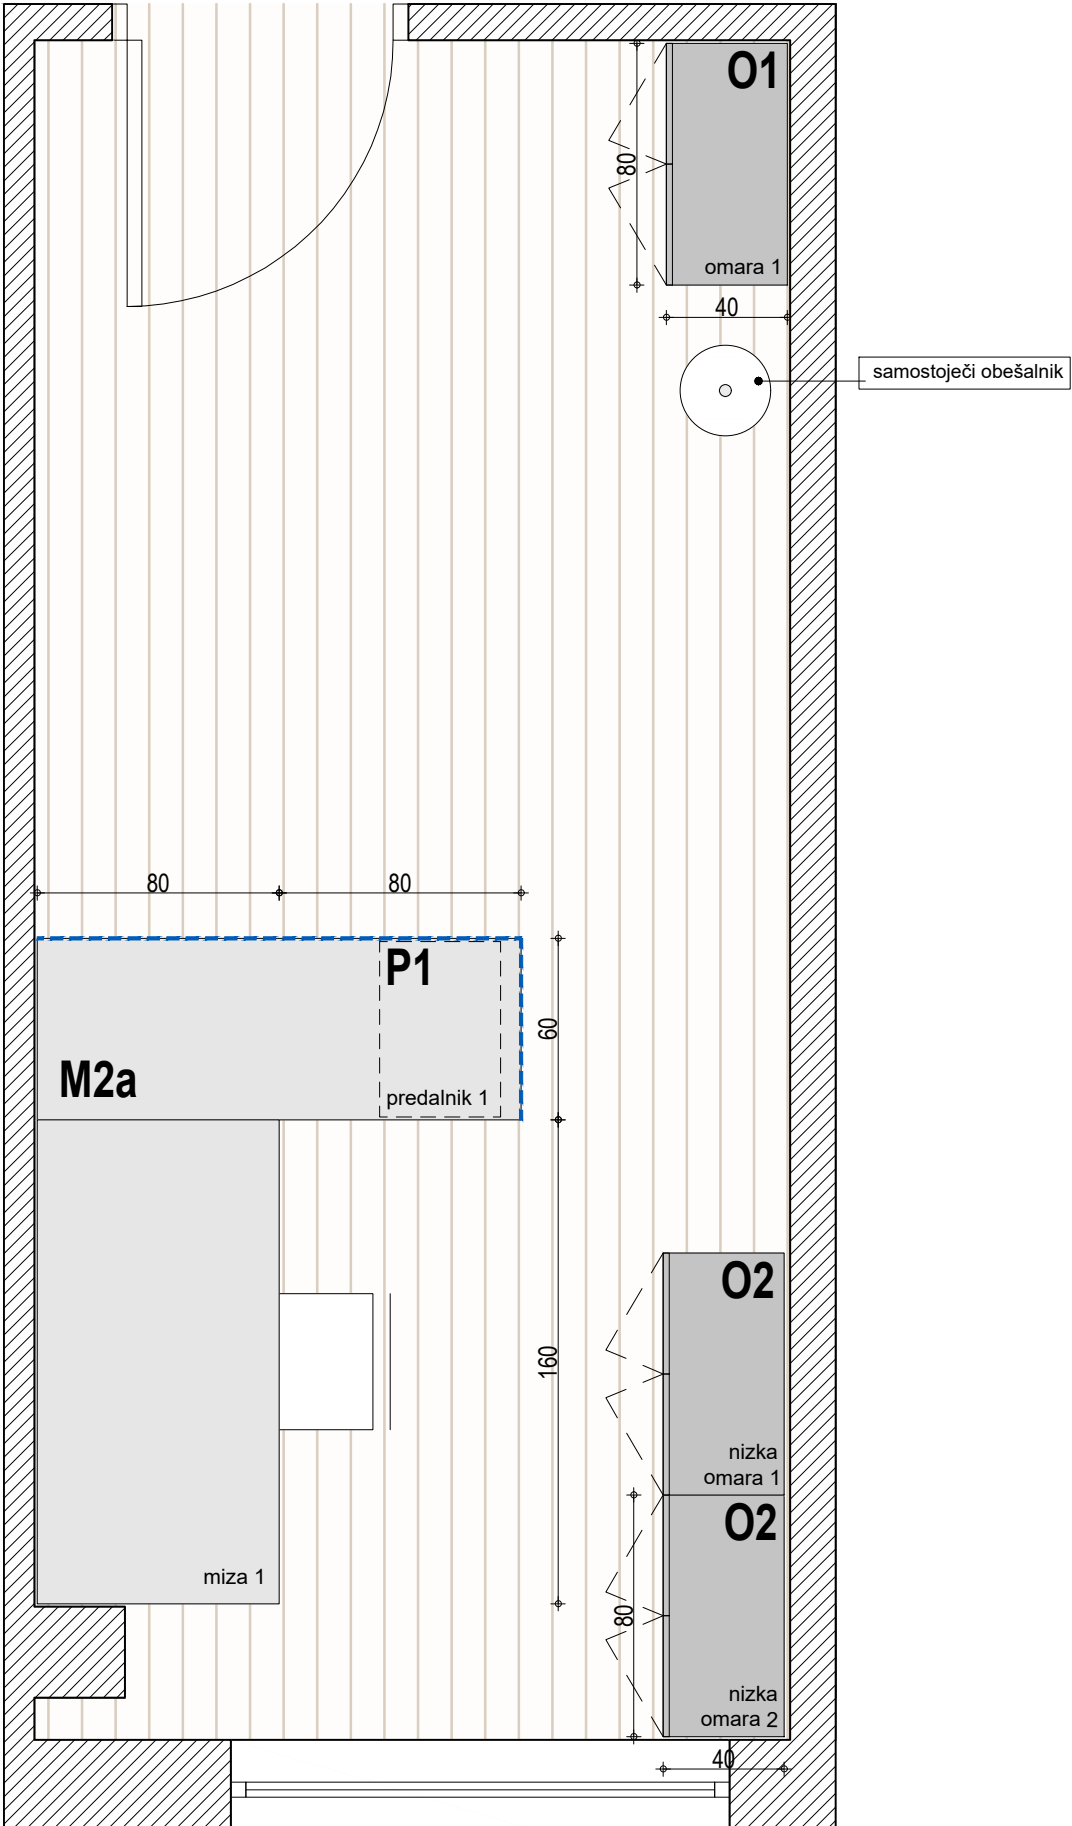 O1
80
omara 1
40
samostoječi obešalnik
80
80
P1
60
M2a
predalnik 1
O2
160
nizka
omara 1
O2
miza 1
80
nizka
omara 2
40